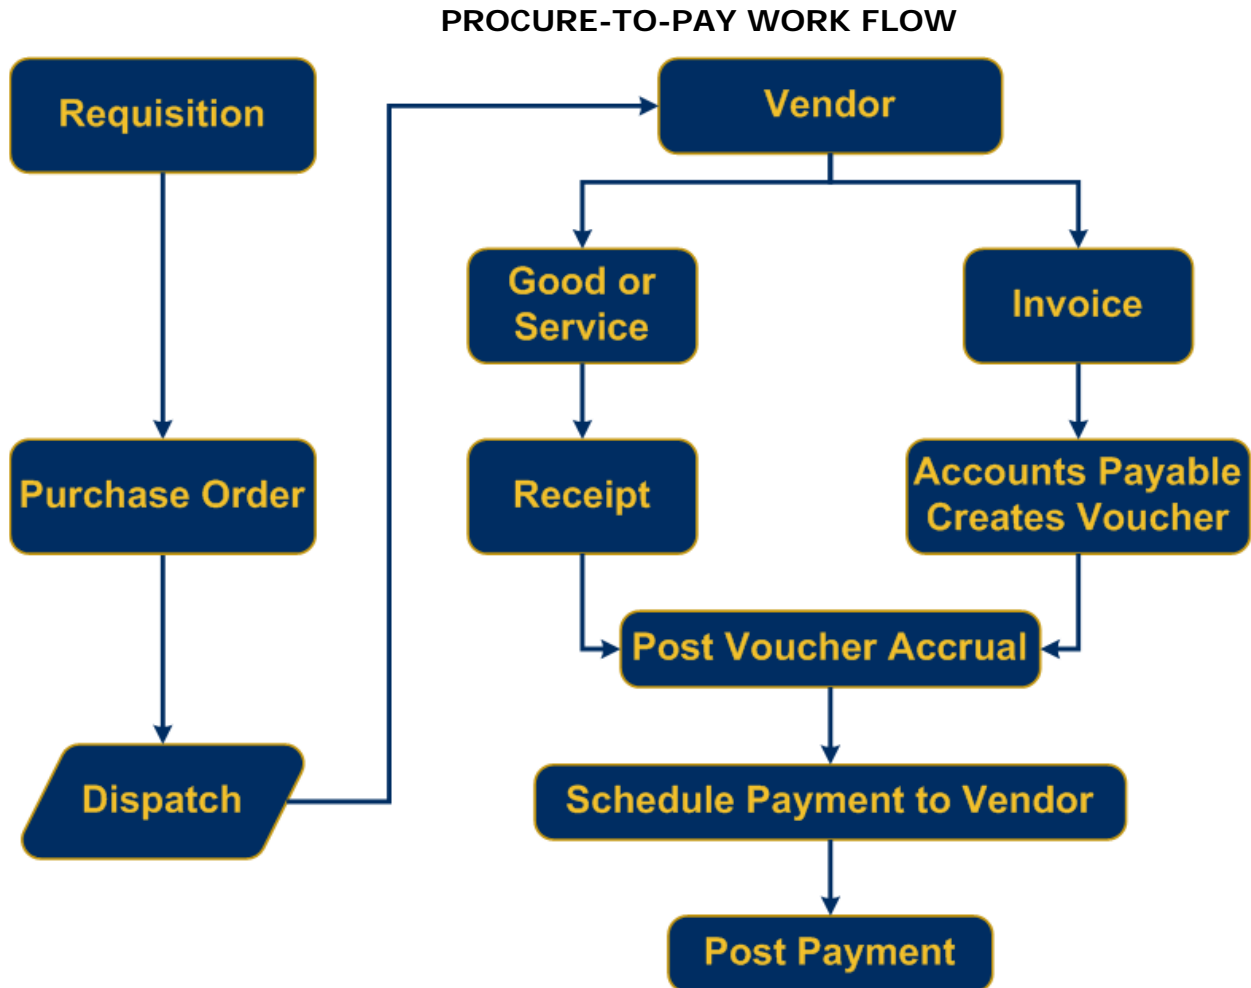 PROCURE-TO-PAY WORK FLOW
Requisition
Purchase Order
Dispatch
Vendor
Good or
Service
Receipt
Invoice
Accounts Payable
Creates Voucher
Post Voucher Accrual
Schedule Payment to Vendor
Post Payment